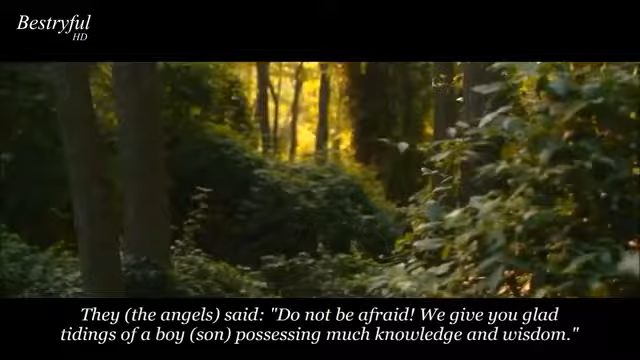 Bestryful
HD
They (the angels) said: "Do not be afraid! We give you glad
tidings of a boy (son) possessing much knowledge and wisdom."